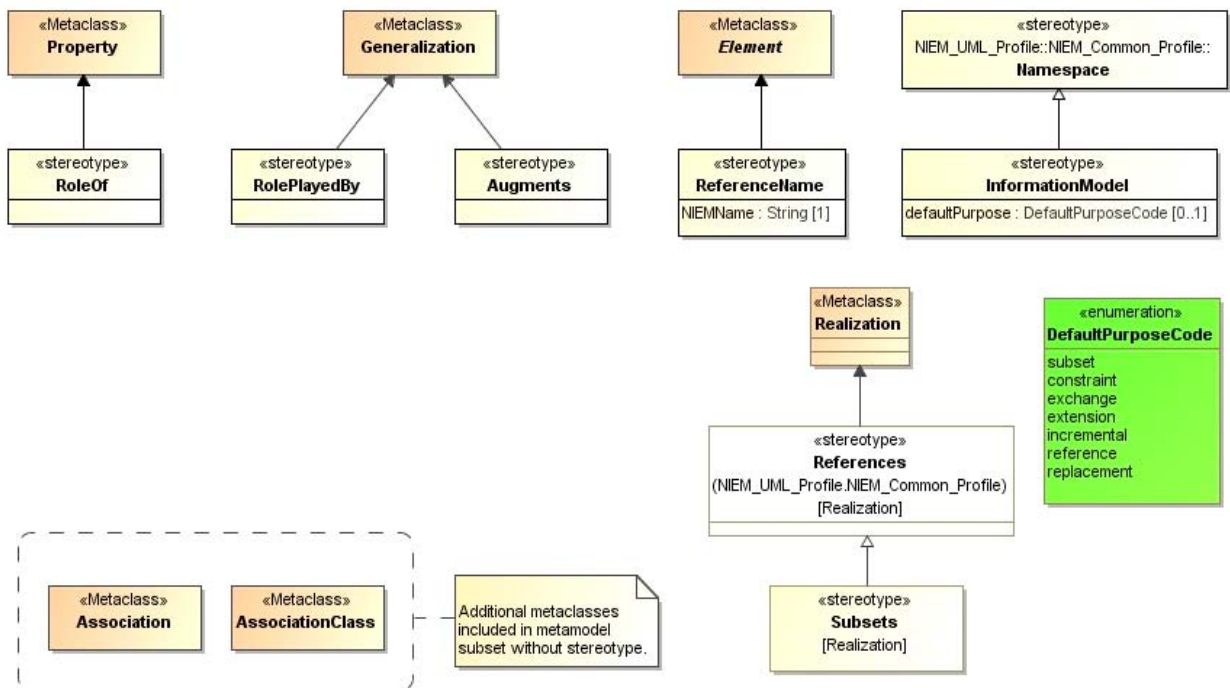 «Metaclass»
Property
«Metaclass»
Generalization
«Metaclass»
Element
«stereotype»
NIEM_UML_Profile::NIEM_Common_Profile::
Namespace
«stereotype»
RoleOf
«stereotype»
RolePlayedBy
«stereotype»
Augments
«stereotype»
ReferenceName
NIEMName : String [1]
«stereotype»
InformationModel
defaultPurpose : DefaultPurposeCode [0..1]
«Metaclass»
Realization
«enumeration»
DefaultPurposeCode
subset
constraint
exchange
extension
incremental
reference
replacement
«stereotype»
References
(NIEM_UML_Profile.NIEM_Common_Profile)
[Realization]
«Metaclass»
Association
«Metaclass»
AssociationClass
Additional metaclasses
included in metamodel
subset without stereotype.
«stereotype»
Subsets
[Realization]